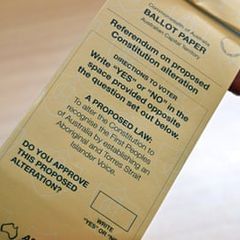 Commonwealth of Australia
BALLOT PAPER
Australian Capital Territory
Referendum on proposed
Constitution alteration
DIRECTIONS TO VOTER
Write "YES" or "NO" in the
space provided opposite
the question set out below.
A PROPOSED LAW:
To alter the Constitution to
recognise the First Peoples
of Australia by establishing an
Aboriginal and Torres Strait
Islander Voice.
DO YOU APPROVE
THIS PROPOSED
ALTERATION?
WRITE
"YES" OR "NO"